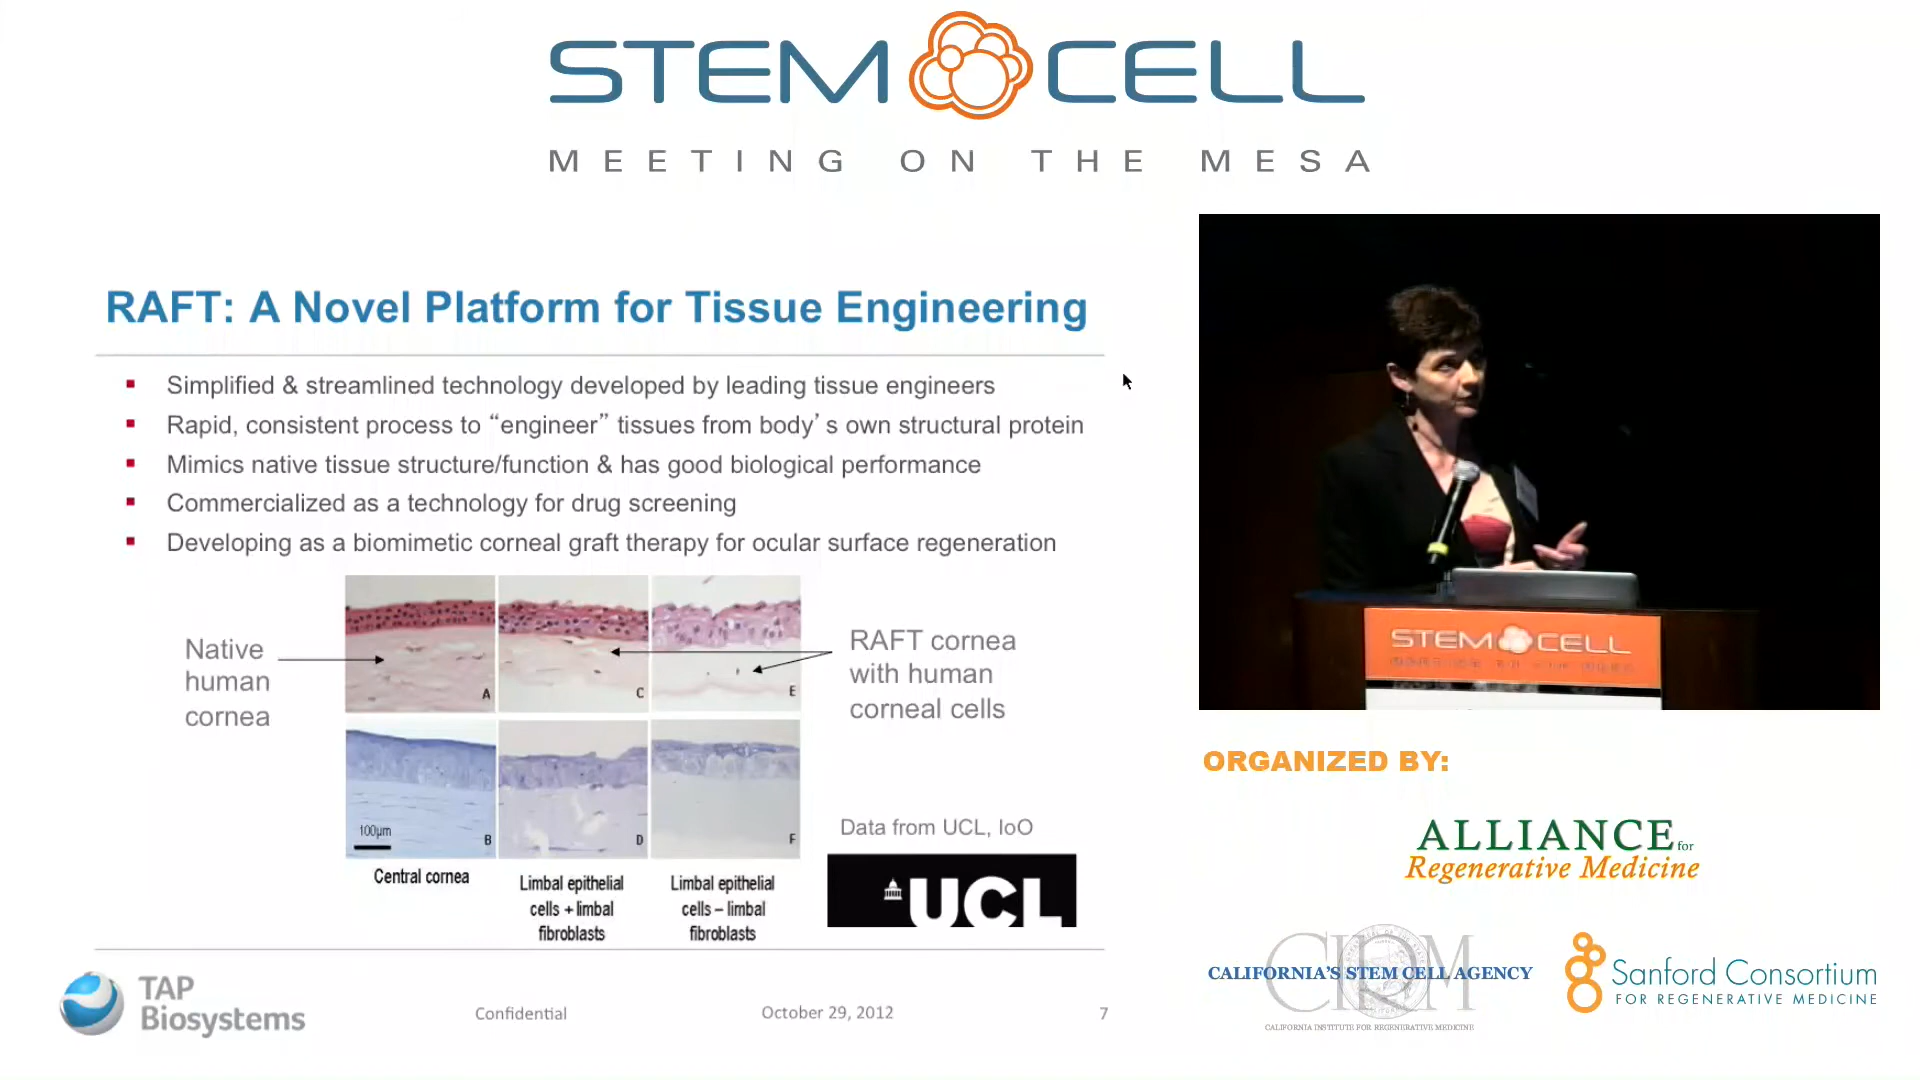 STEM CELL
MEETING ON THE MESA
RAFT: A Novel Platform for Tissue Engineering
Simplified & streamlined technology developed by leading tissue engineers
Rapid, consistent process to “engineer” tissues from body’s own structural protein
Mimics native tissue structure/function & has good biological performance
Commercialized as a technology for drug screening
Developing as a biomimetic corneal graft therapy for ocular surface regeneration
Native
human
cornea
A
C
E
RAFT cornea
with human
corneal cells
100µm
B
D
F
Central cornea
Limbal epithelial
cells + limbal
fibroblasts
Limbal epithelial
cells – limbal
fibroblasts
Data from UCL, IoO
UCL
TAP
Biosystems
Confidential
October 29, 2012
7
STEM CELL
ORGANIZED BY:
ALLIANCE for
Regenerative Medicine
CIRM
CALIFORNIA'S STEM CELL AGENCY
CALIFORNIA INSTITUTE FOR REGENERATIVE MEDICINE
Sanford Consortium
FOR REGENERATIVE MEDICINE